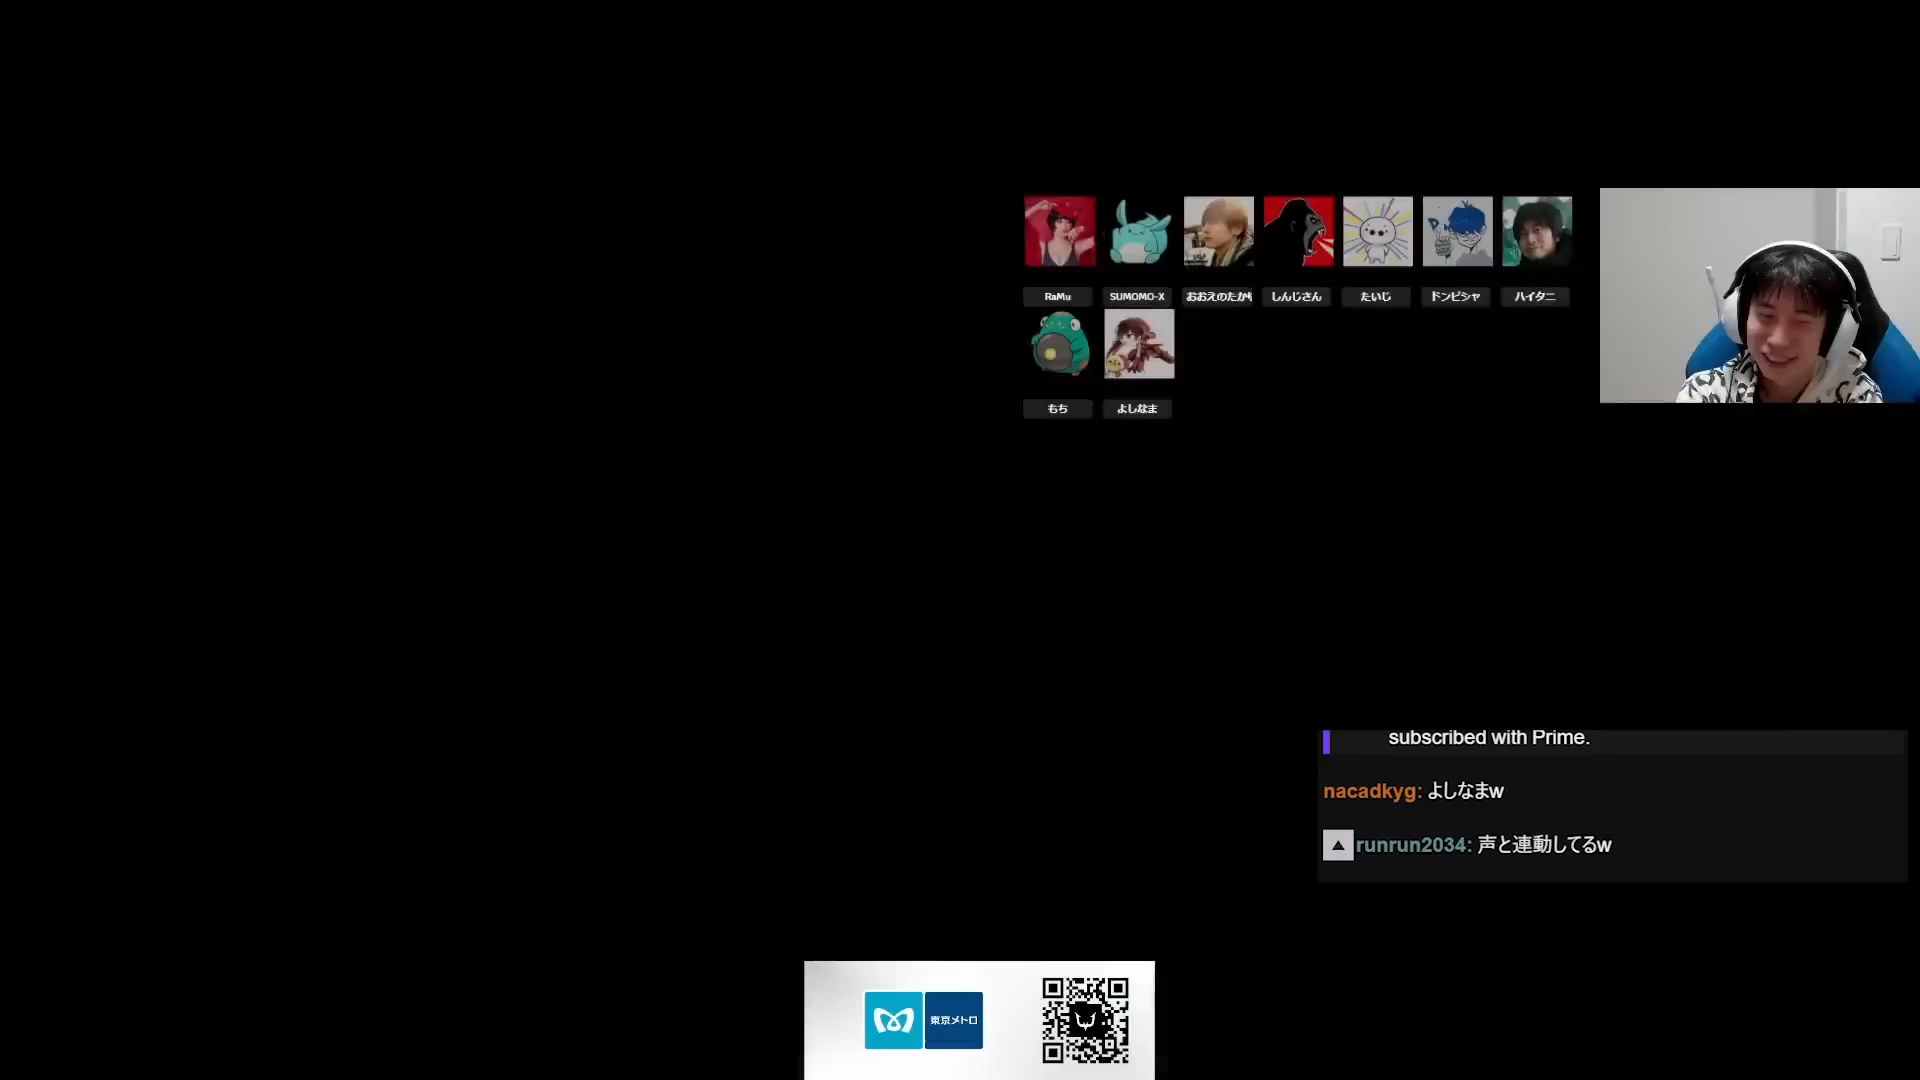 RaMu
SUMOMO-X
おおえのたかゆ
しんじさん
たいじ
ドンピシャ
ハイタニ
もち
よしなま
subscribed with Prime.
nacadkyg: よしなまw
runrun2034: 声と連動してるw
東京メトロ